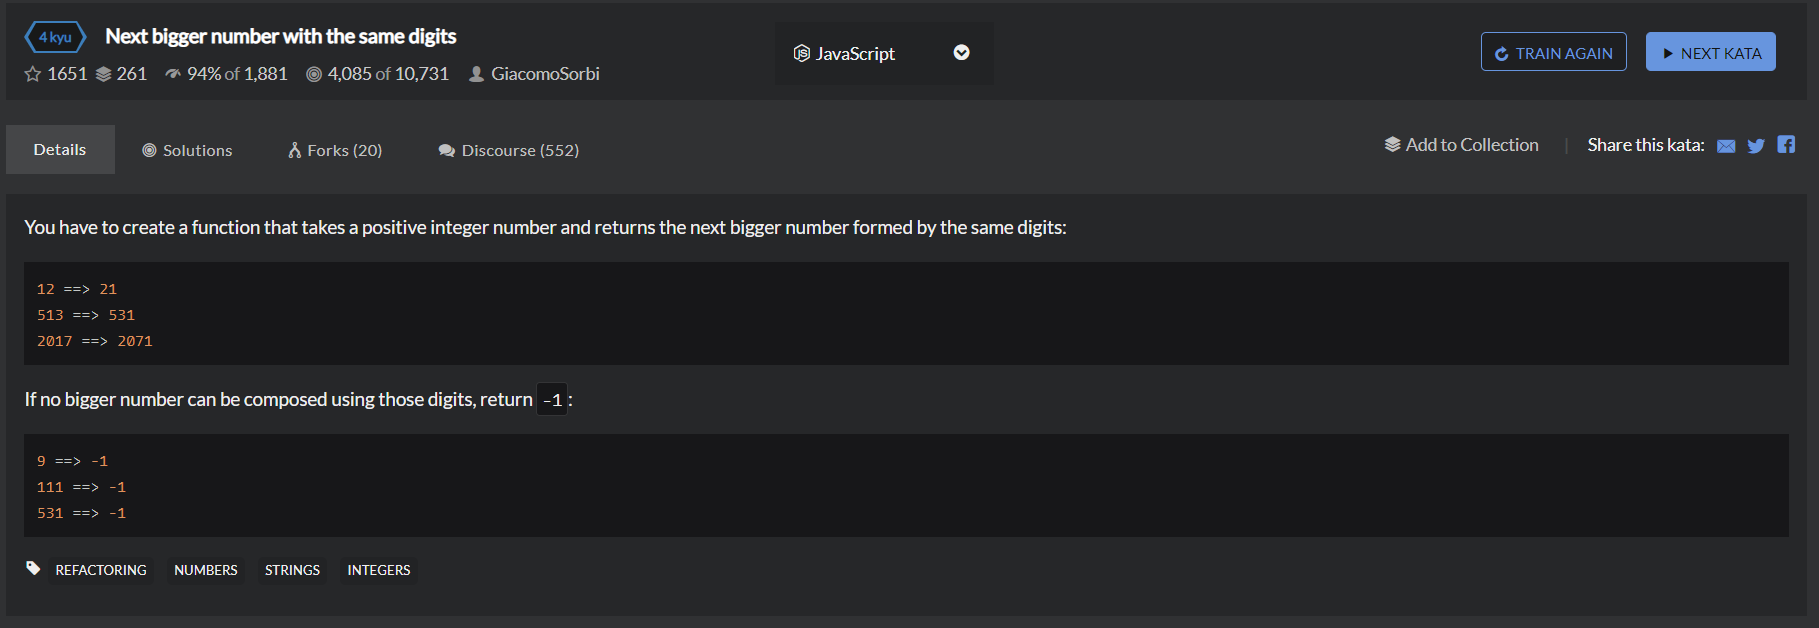 4 kyu Next bigger number with the same digits
1651 261 94% of 1,881 4,085 of 10,731 GiacomoSorbi
JavaScript
TRAIN AGAIN
NEXT KATA
Details
Solutions
Forks (20)
Discourse (552)
Add to Collection
Share this kata:
You have to create a function that takes a positive integer number and returns the next bigger number formed by the same digits:
12 ==> 21
513 ==> 531
2017 ==> 2071
If no bigger number can be composed using those digits, return -1 :
9 ==> -1
111 ==> -1
531 ==> -1
REFACTORING NUMBERS STRINGS INTEGERS